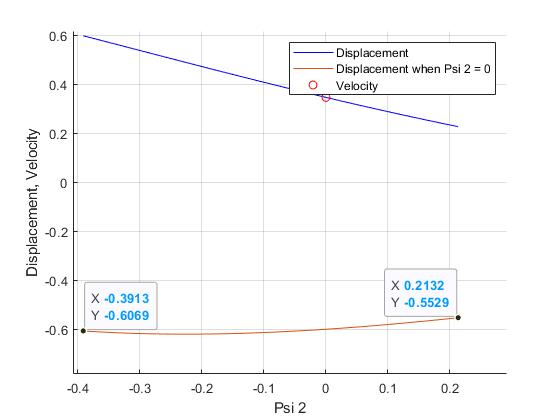 0.6
Displacement
Displacement when Psi 2 = 0
Velocity
0.4
0.2
0
-0.2
-0.4
-0.6
Displacement, Velocity
X -0.3913
Y -0.6069
X 0.2132
Y -0.5529
-0.4 -0.3 -0.2 -0.1 0 0.1 0.2
Psi 2